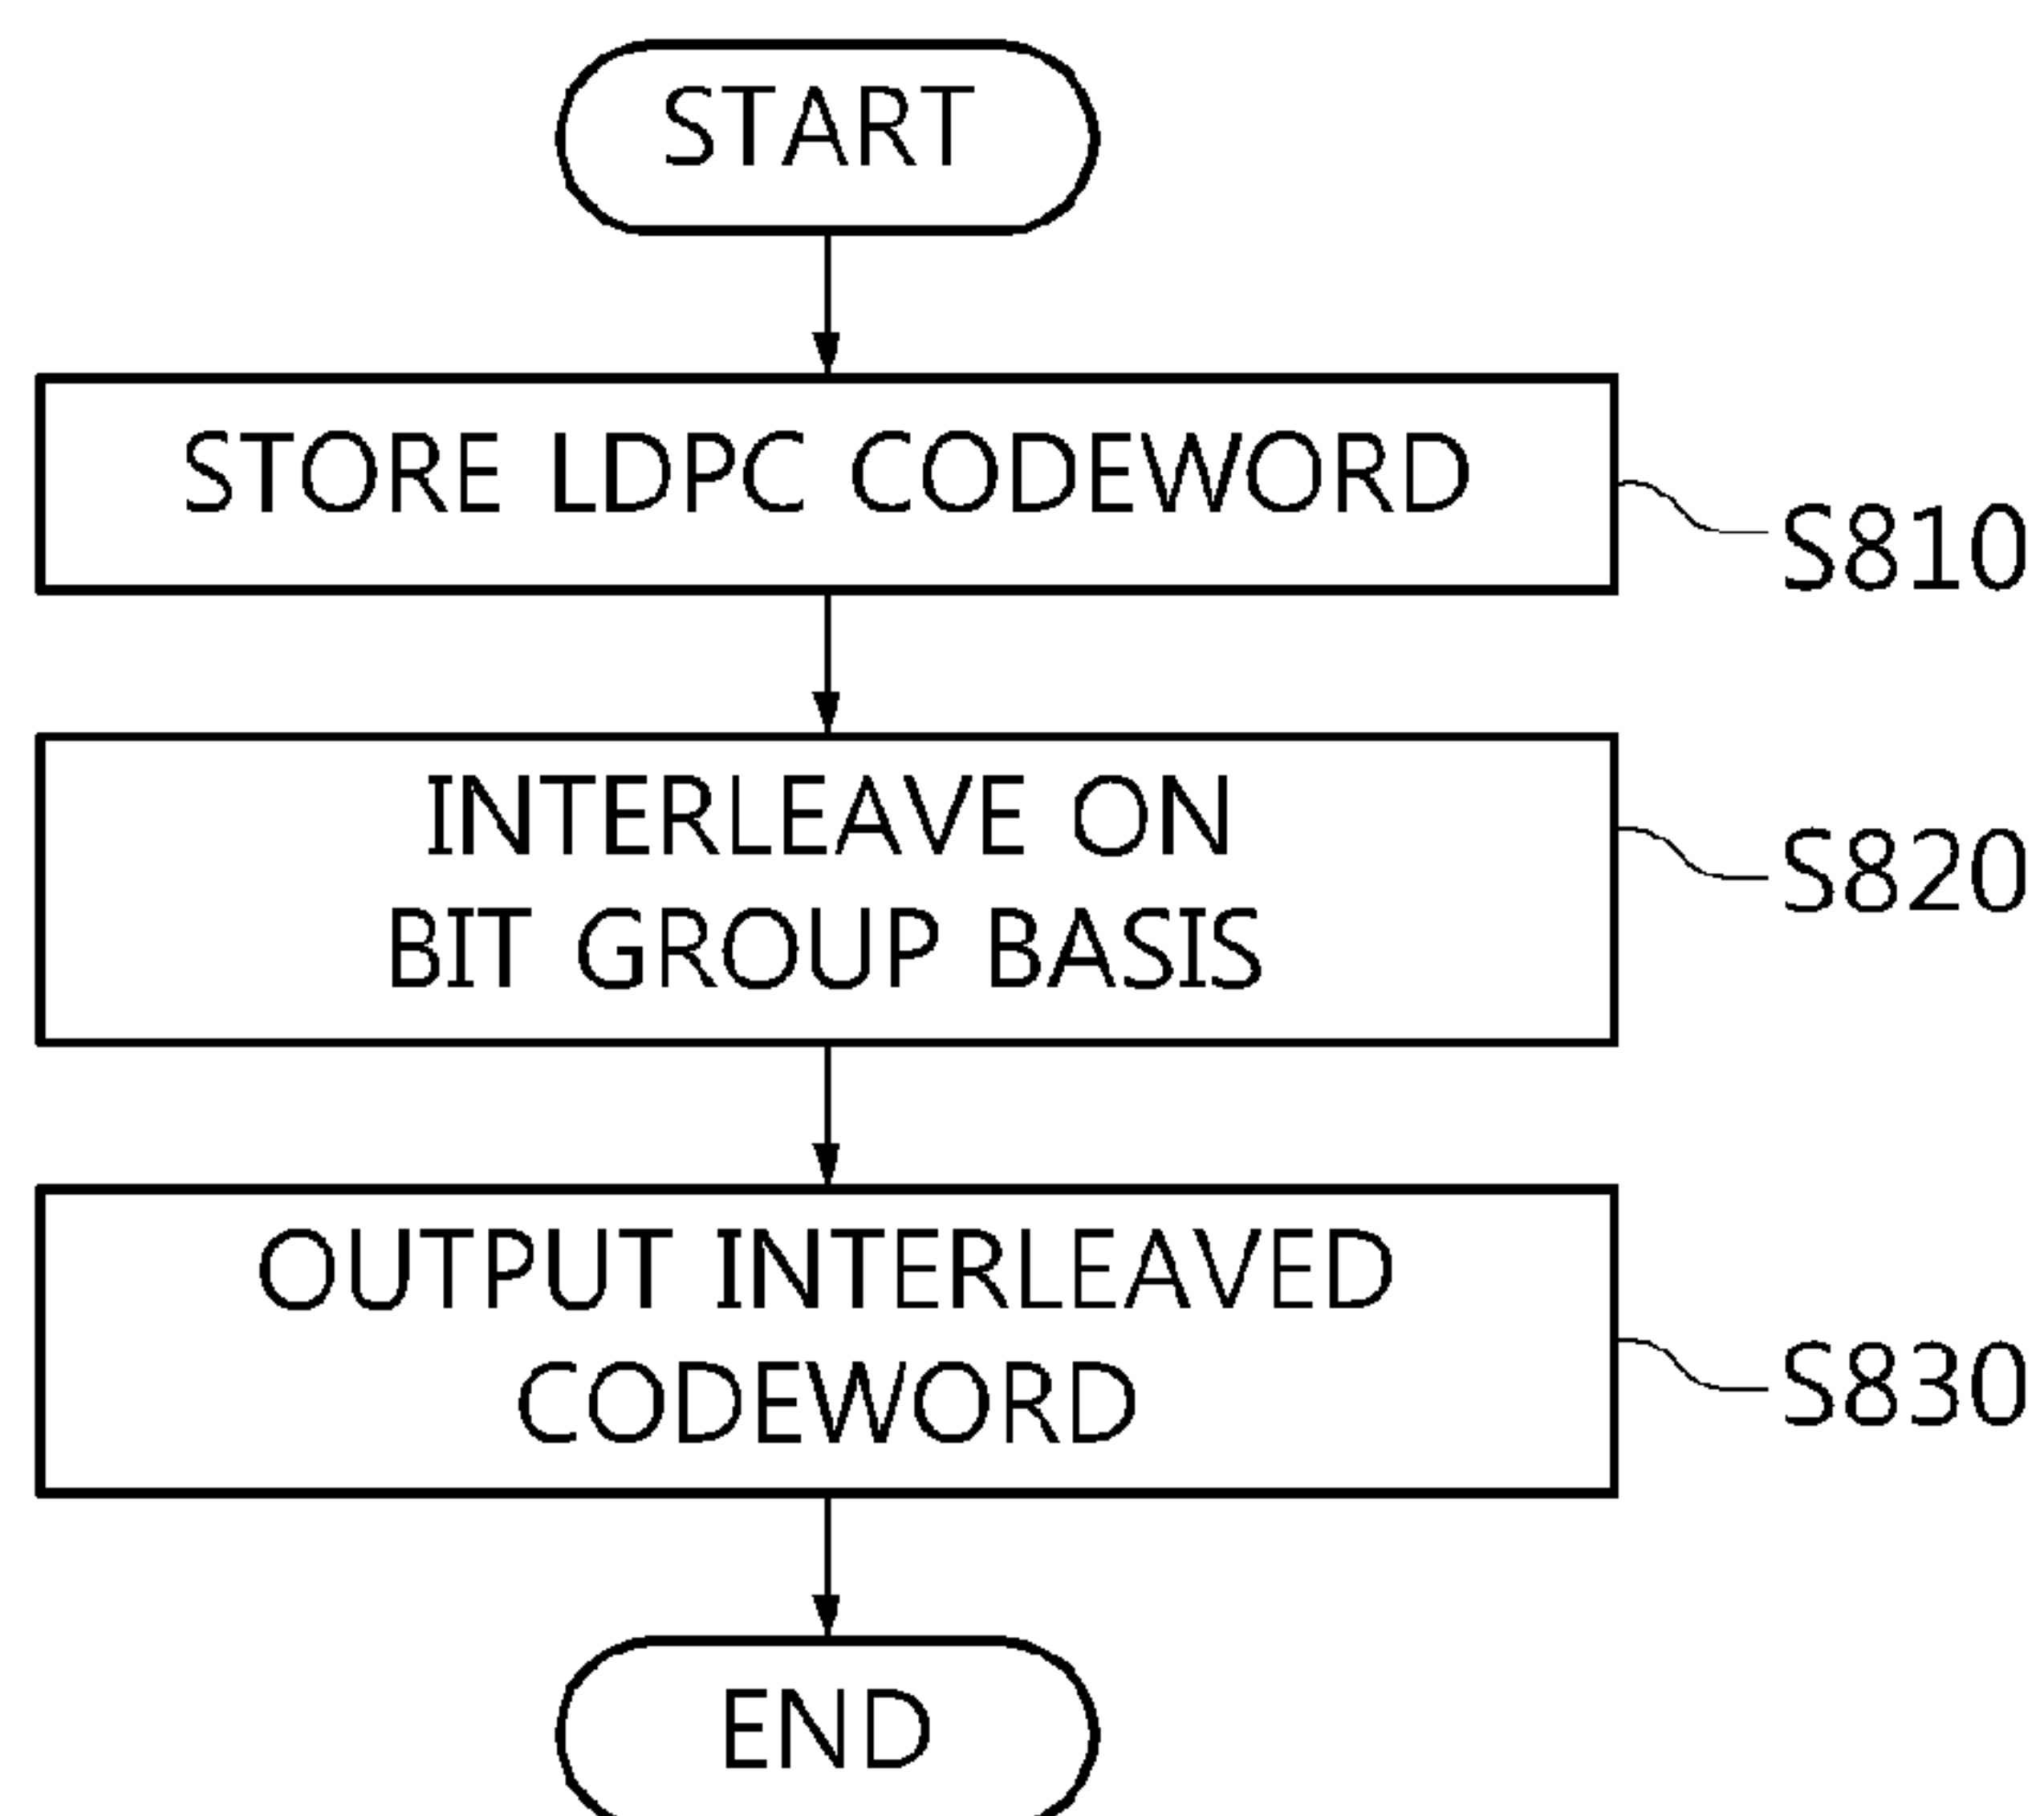 START
STORE LDPC CODEWORD
S810
INTERLEAVE ON
BIT GROUP BASIS
S820
OUTPUT INTERLEAVED
CODEWORD
S830
END